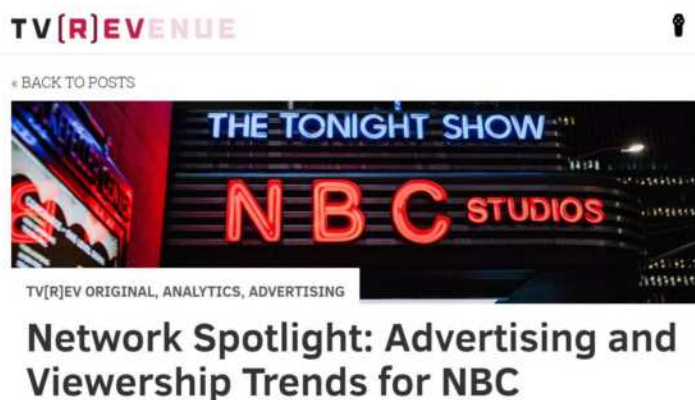 TV[R]EVENUE
« BACK TO POSTS
THE TONIGHT SHOW
NBC STUDIOS
TV[R]EV ORIGINAL, ANALYTICS, ADVERTISING
Network Spotlight: Advertising and
Viewership Trends for NBC